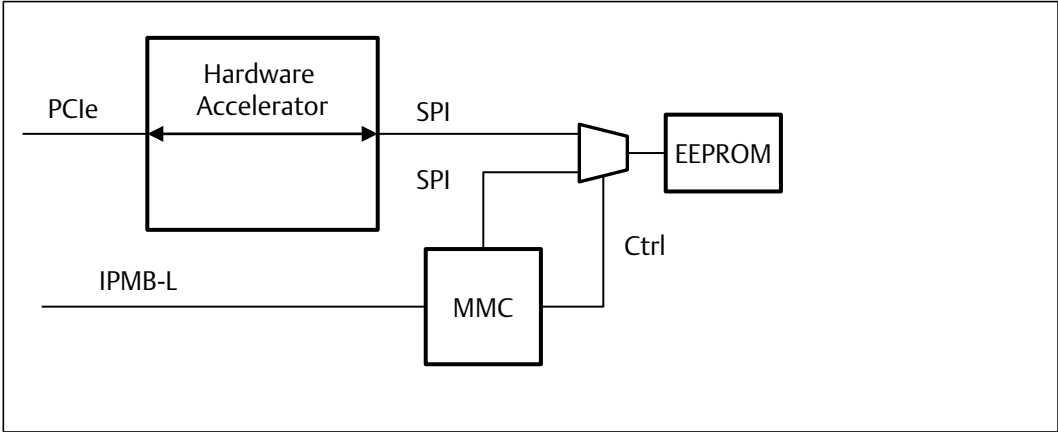 Hardware
Accelerator
PCIe
SPI
EEPROM
SPI
Ctrl
IPMB-L
MMC